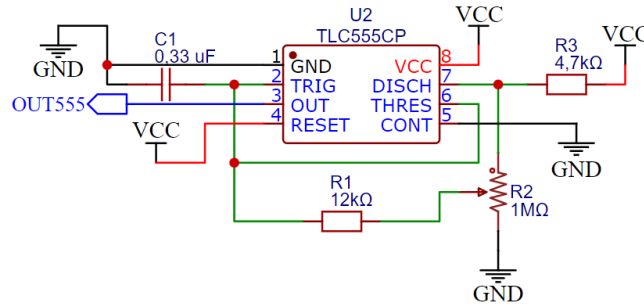 U2
TLC555CP
C1
0,33 uF
GND
VCC
R3
4,7kΩ
VCC
1
GND
VCC
8
2
TRIG
DISCH
7
OUT555
3
OUT
THRES
6
VCC
4
RESET
CONT
5
GND
R1
12kΩ
R2
1MΩ
GND